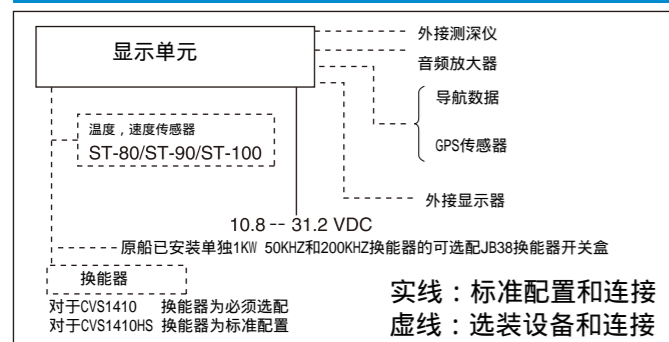 显示单元
外接测深仪
音频放大器
导航数据
GPS传感器
温度，速度传感器
ST-80/ST-90/ST-100
外接显示器
10.8 -- 31.2 VDC
原船已安装单独1KW 50KHZ和200KHZ换能器的可选配JB38换能器开关盒
换能器
对于CVS1410 换能器为必须选配
对于CVS1410HS 换能器为标准配置
实线：标准配置和连接
虚线：选装设备和连接